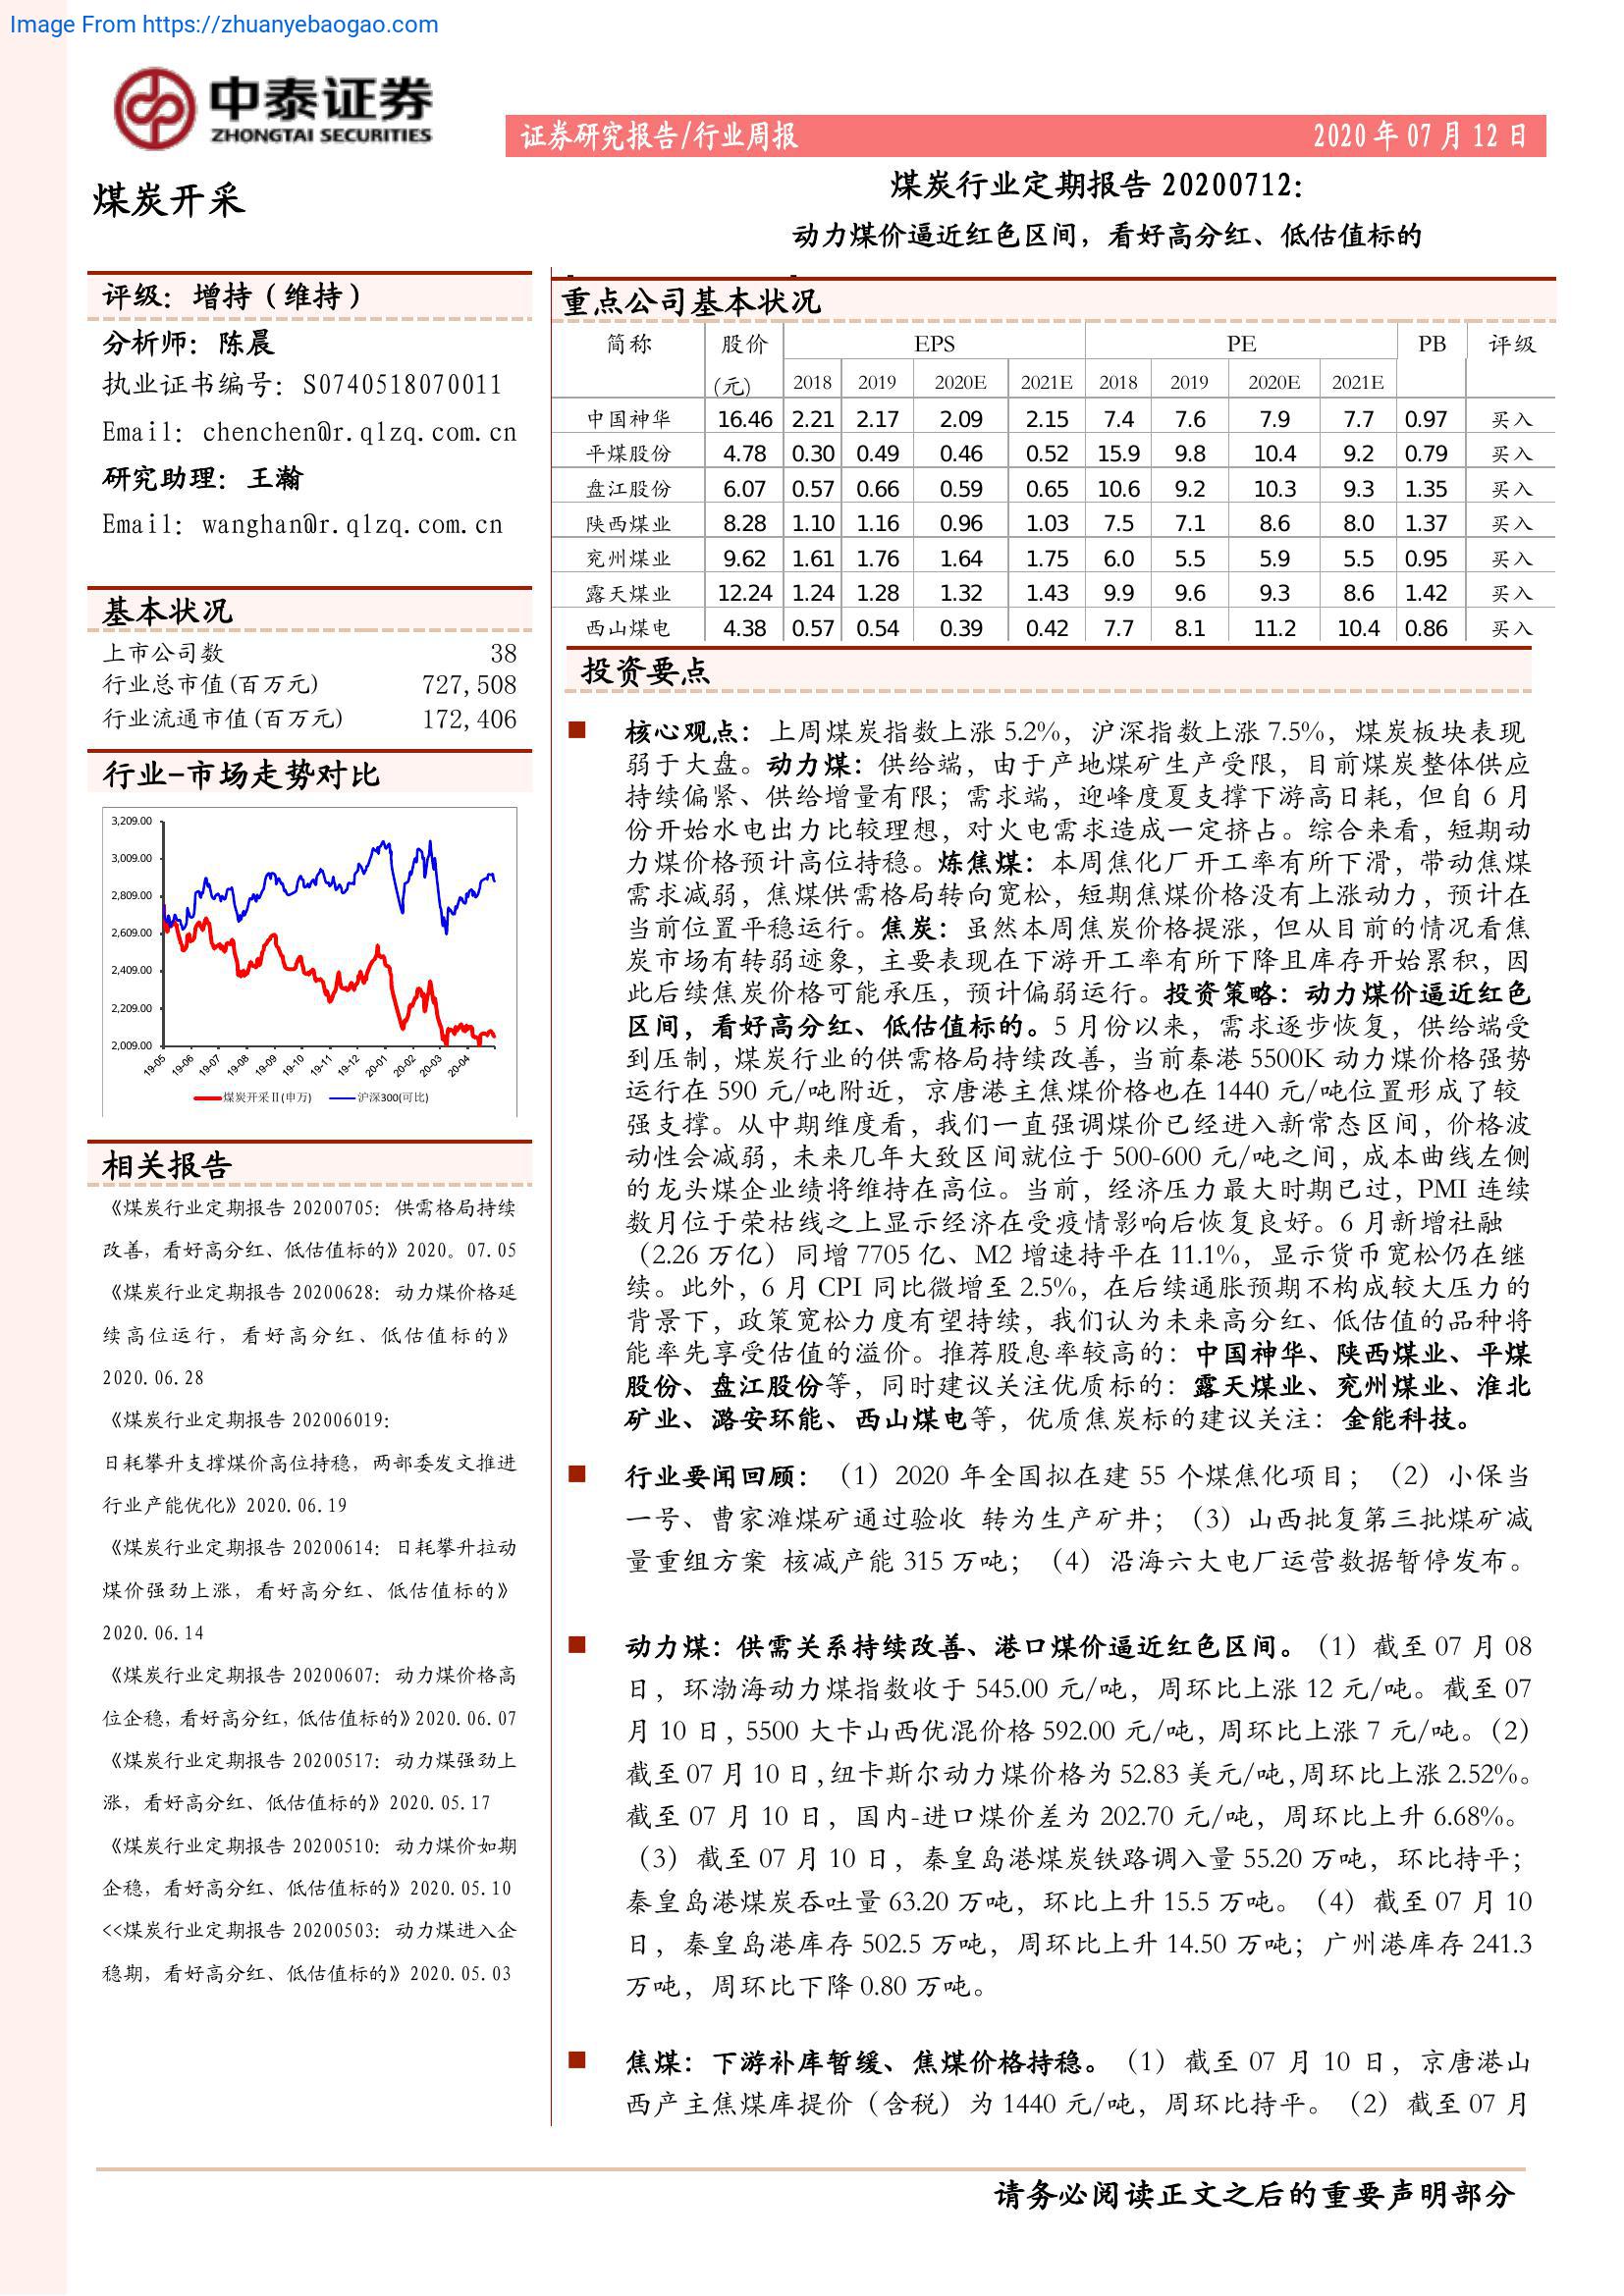 Image From https://zhuanyebaogao.com
中泰证券
ZHONGTAI SECURITIES
证券研究报告/行业周报 2020 年 07 月 12 日
煤炭开采
煤炭行业定期报告 20200712：
动力煤价逼近红色区间，看好高分红、低估值标的
评级：增持（维持）
分析师：陈晨
执业证书编号：S0740518070011
Email：chenchen@r.qlzq.com.cn
研究助理：王瀚
Email：wanghan@r.qlzq.com.cn
基本状况
上市公司数 38
行业总市值(百万元) 727,508
行业流通市值(百万元) 172,406
行业-市场走势对比
3,209.00
3,009.00
2,809.00
2,609.00
2,409.00
2,209.00
2,009.00
19-05 19-06 19-07 19-08 19-09 19-10 19-11 19-12 20-01 20-02 20-03 20-04
煤炭开采Ⅱ(申万) 沪深300(可比)
相关报告
《煤炭行业定期报告 20200705：供需格局持续
改善，看好高分红、低估值标的》2020。07.05
《煤炭行业定期报告 20200628：动力煤价格延
续高位运行，看好高分红、低估值标的》
2020.06.28
《煤炭行业定期报告 202006019：
日耗攀升支撑煤价高位持稳，两部委发文推进
行业产能优化》2020.06.19
《煤炭行业定期报告 20200614：日耗攀升拉动
煤价强劲上涨，看好高分红、低估值标的》
2020.06.14
《煤炭行业定期报告 20200607：动力煤价格高
位企稳，看好高分红，低估值标的》2020.06.07
《煤炭行业定期报告 20200517：动力煤强劲上
涨，看好高分红、低估值标的》2020.05.17
《煤炭行业定期报告 20200510：动力煤价如期
企稳，看好高分红、低估值标的》2020.05.10
<<煤炭行业定期报告 20200503：动力煤进入企
稳期，看好高分红、低估值标的》2020.05.03
重点公司基本状况
简称 股价 EPS PE PB 评级
(元) 2018 2019 2020E 2021E 2018 2019 2020E 2021E
中国神华 16.46 2.21 2.17 2.09 2.15 7.4 7.6 7.9 7.7 0.97 买入
平煤股份 4.78 0.30 0.49 0.46 0.52 15.9 9.8 10.4 9.2 0.79 买入
盘江股份 6.07 0.57 0.66 0.59 0.65 10.6 9.2 10.3 9.3 1.35 买入
陕西煤业 8.28 1.10 1.16 0.96 1.03 7.5 7.1 8.6 8.0 1.37 买入
兖州煤业 9.62 1.61 1.76 1.64 1.75 6.0 5.5 5.9 5.5 0.95 买入
露天煤业 12.24 1.24 1.28 1.32 1.43 9.9 9.6 9.3 8.6 1.42 买入
西山煤电 4.38 0.57 0.54 0.39 0.42 7.7 8.1 11.2 10.4 0.86 买入
投资要点
■ 核心观点：上周煤炭指数上涨 5.2%，沪深指数上涨 7.5%，煤炭板块表现
弱于大盘。动力煤：供给端，由于产地煤矿生产受限，目前煤炭整体供应
持续偏紧、供给增量有限；需求端，迎峰度夏支撑下游高日耗，但自 6 月
份开始水电出力比较理想，对火电需求造成一定挤占。综合来看，短期动
力煤价格预计高位持稳。炼焦煤：本周焦化厂开工率有所下滑，带动焦煤
需求减弱，焦煤供需格局转向宽松，短期焦煤价格没有上涨动力，预计在
当前位置平稳运行。焦炭：虽然本周焦炭价格提涨，但从目前的情况看焦
炭市场有转弱迹象，主要表现在下游开工率有所下降且库存开始累积，因
此后续焦炭价格可能承压，预计偏弱运行。投资策略：动力煤价逼近红色
区间，看好高分红、低估值标的。5 月份以来，需求逐步恢复，供给端受
到压制，煤炭行业的供需格局持续改善，当前秦港 5500K 动力煤价格强势
运行在 590 元/吨附近，京唐港主焦煤价格也在 1440 元/吨位置形成了较
强支撑。从中期维度看，我们一直强调煤价已经进入新常态区间，价格波
动性会减弱，未来几年大致区间就位于 500-600 元/吨之间，成本曲线左侧
的龙头煤企业绩将维持在高位。当前，经济压力最大时期已过，PMI 连续
数月位于荣枯线之上显示经济在受疫情影响后恢复良好。6 月新增社融
（2.26 万亿）同增 7705 亿、M2 增速持平在 11.1%，显示货币宽松仍在继
续。此外，6 月 CPI 同比微增至 2.5%，在后续通胀预期不构成较大压力的
背景下，政策宽松力度有望持续，我们认为未来高分红、低估值的品种将
能率先享受估值的溢价。推荐股息率较高的：中国神华、陕西煤业、平煤
股份、盘江股份等，同时建议关注优质标的：露天煤业、兖州煤业、淮北
矿业、潞安环能、西山煤电等，优质焦炭标的建议关注：金能科技。
■ 行业要闻回顾：（1）2020 年全国拟在建 55 个煤焦化项目；（2）小保当
一号、曹家滩煤矿通过验收 转为生产矿井；（3）山西批复第三批煤矿减
量重组方案 核减产能 315 万吨；（4）沿海六大电厂运营数据暂停发布。
■ 动力煤：供需关系持续改善、港口煤价逼近红色区间。（1）截至 07 月 08
日，环渤海动力煤指数收于 545.00 元/吨，周环比上涨 12 元/吨。截至 07
月 10 日，5500 大卡山西优混价格 592.00 元/吨，周环比上涨 7 元/吨。（2）
截至 07 月 10 日，纽卡斯尔动力煤价格为 52.83 美元/吨，周环比上涨 2.52%。
截至 07 月 10 日，国内-进口煤价差为 202.70 元/吨，周环比上升 6.68%。
（3）截至 07 月 10 日，秦皇岛港煤炭铁路调入量 55.20 万吨，环比持平；
秦皇岛港煤炭吞吐量 63.20 万吨，环比上升 15.5 万吨。（4）截至 07 月 10
日，秦皇岛港库存 502.5 万吨，周环比上升 14.50 万吨；广州港库存 241.3
万吨，周环比下降 0.80 万吨。
■ 焦煤：下游补库暂缓、焦煤价格持稳。（1）截至 07 月 10 日，京唐港山
西产主焦煤库提价（含税）为 1440 元/吨，周环比持平。（2）截至 07 月
请务必阅读正文之后的重要声明部分